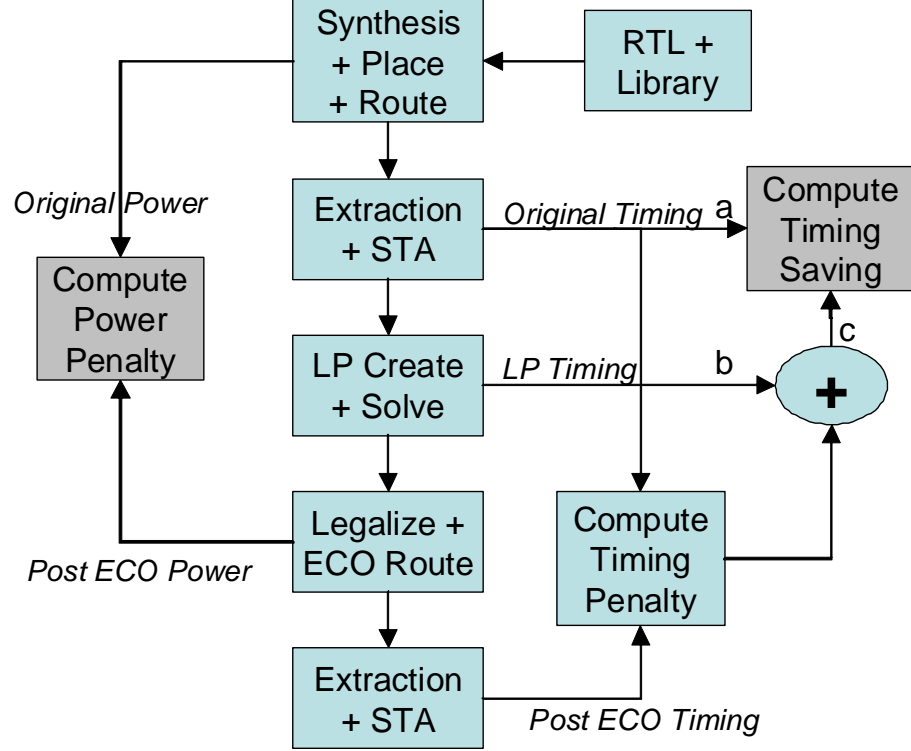 Synthesis
+ Place
+ Route
RTL +
Library
Original Power
Extraction
+ STA
Original Timing
a
Compute
Timing
Saving
Compute
Power
Penalty
LP Create
+ Solve
LP Timing
b
c
+
Legalize +
ECO Route
Post ECO Power
Compute
Timing
Penalty
Extraction
+ STA
Post ECO Timing